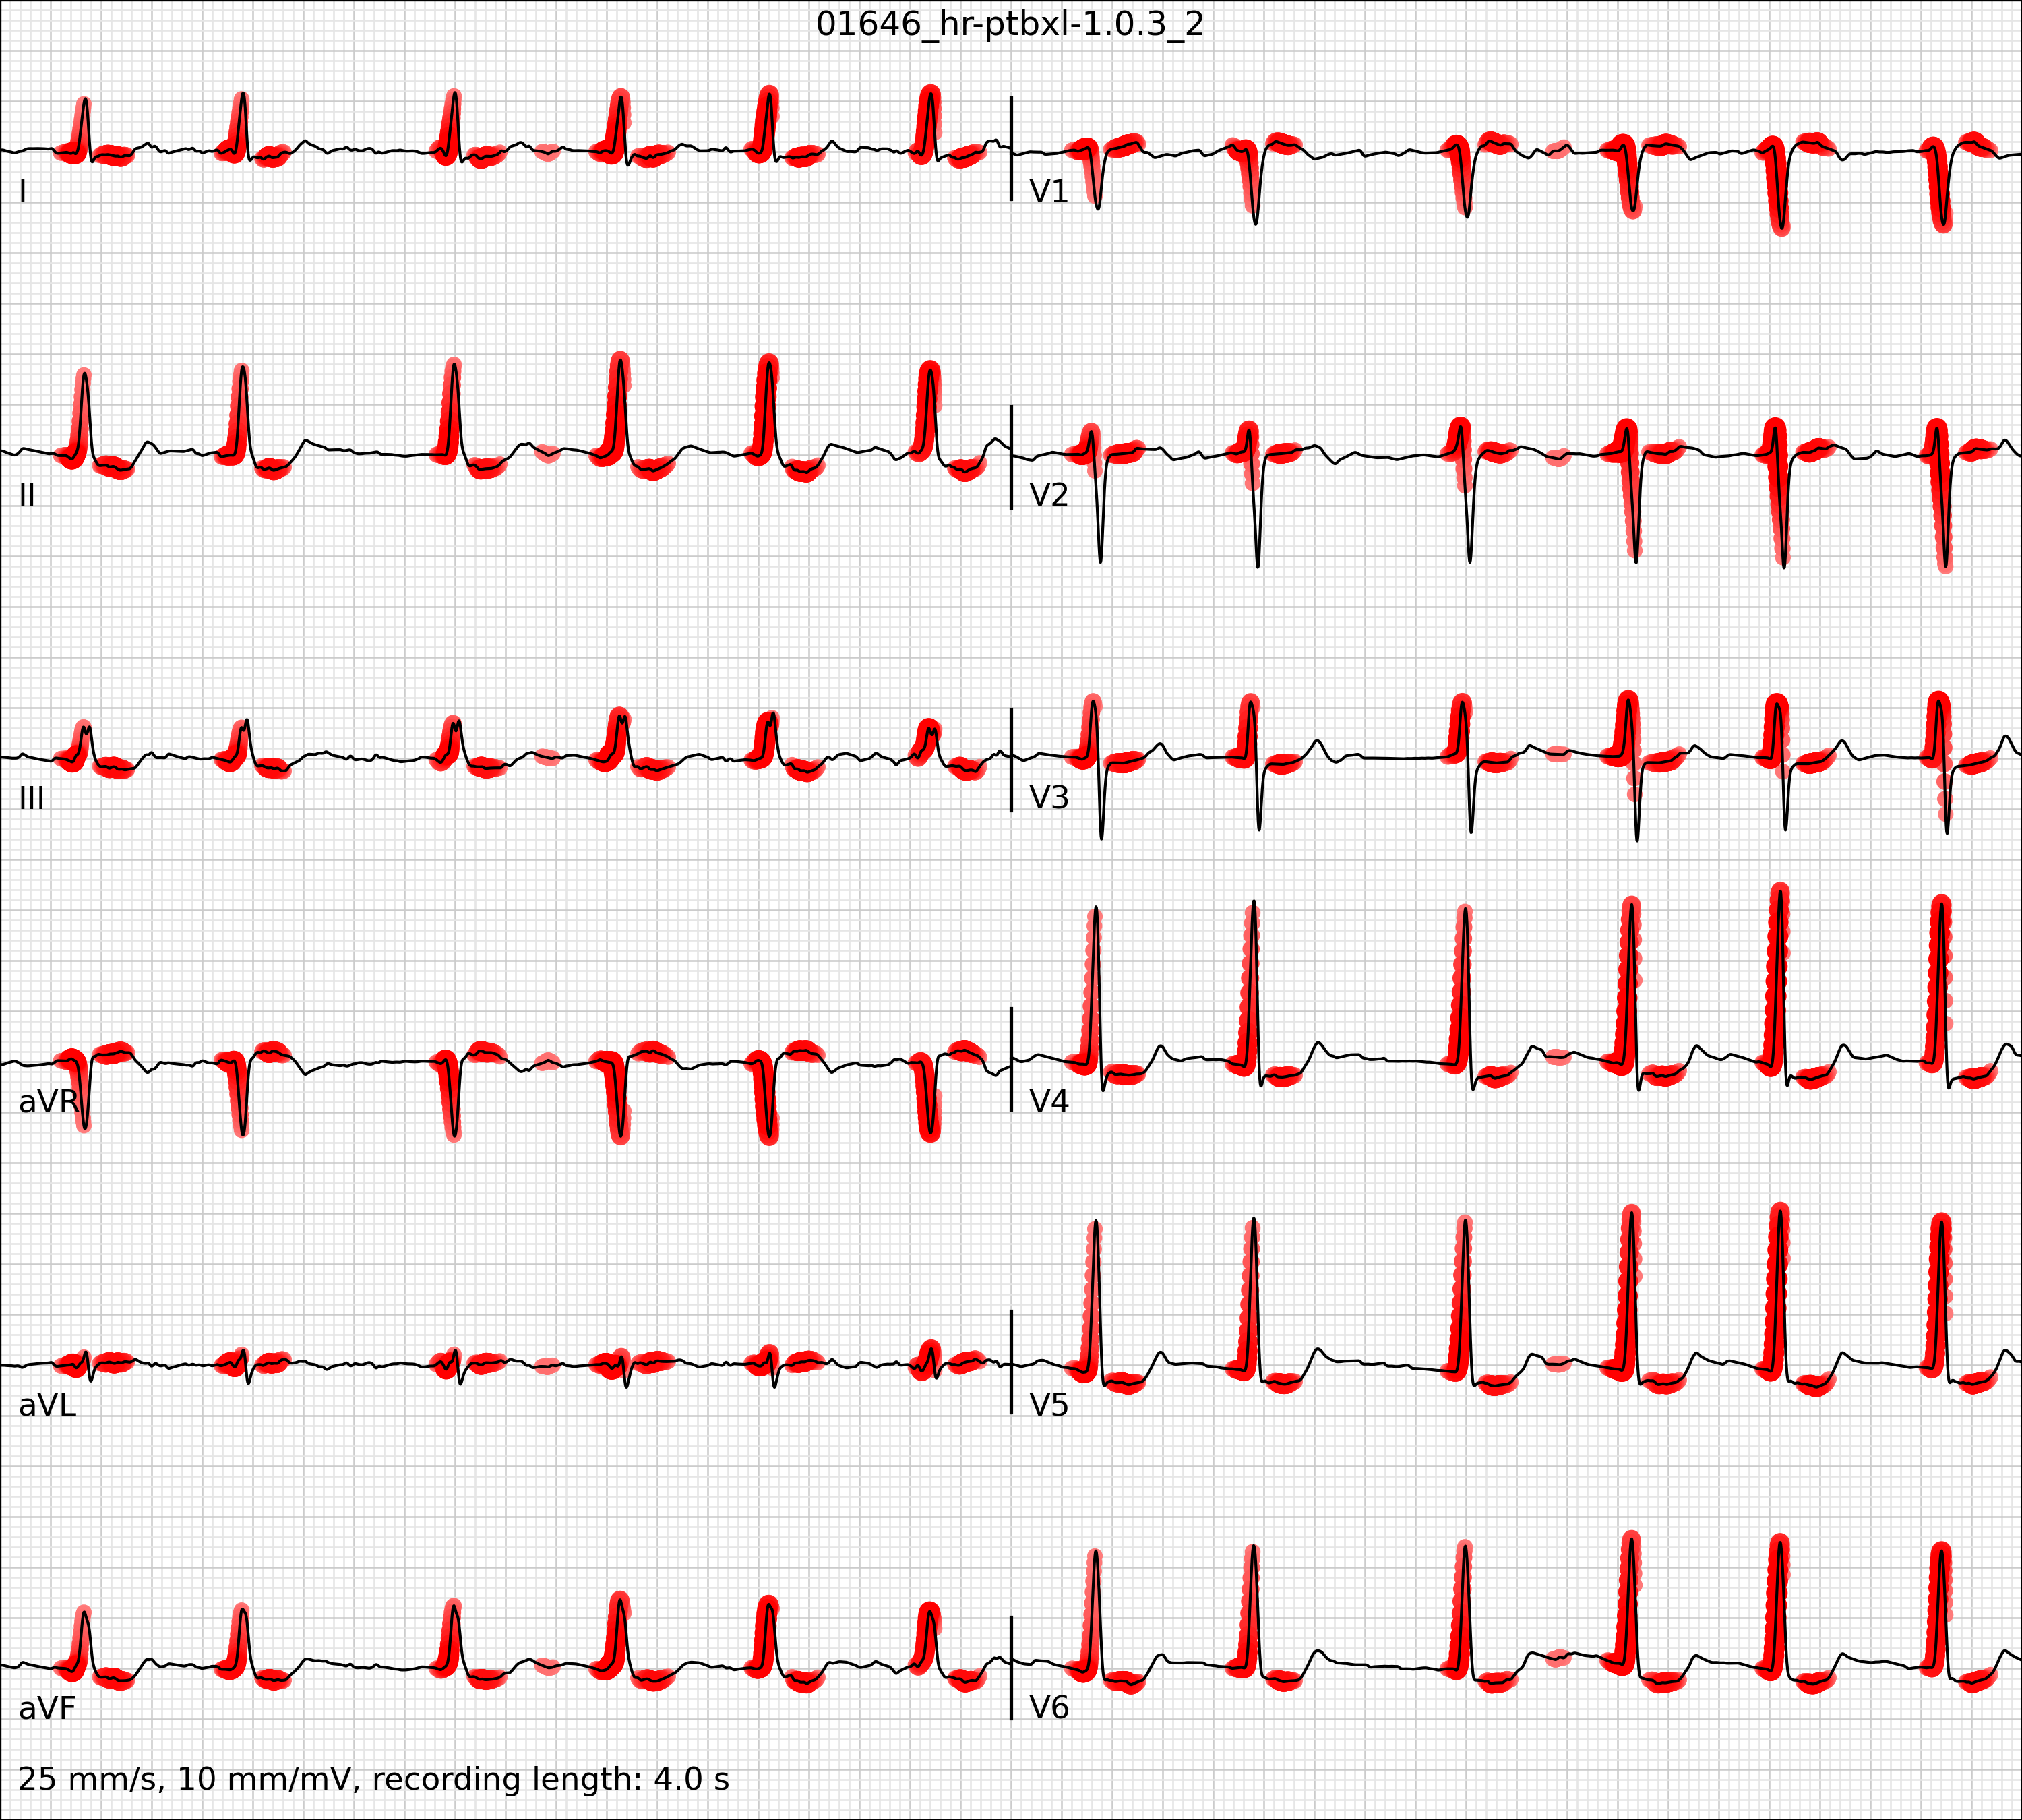 01646_hr-ptbxl-1.0.3_2
I
V1
II
V2
III
V3
aVR
V4
aVL
V5
aVF
V6
25 mm/s, 10 mm/mV, recording length: 4.0 s